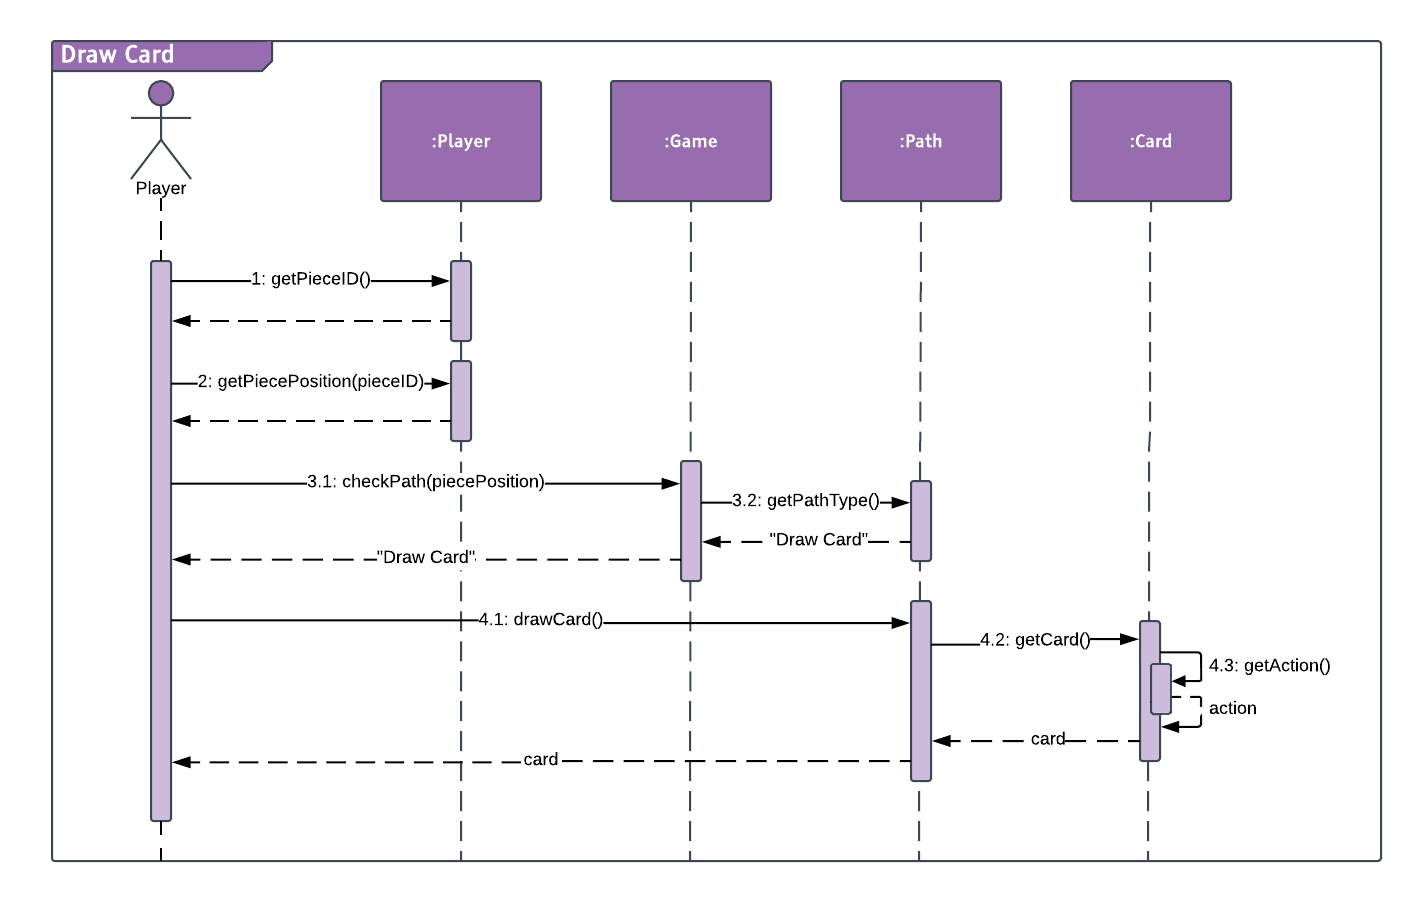 Draw Card
:Player
:Game
:Path
:Card
Player
1: getPieceID()
2: getPiecePosition(pieceID)
3.1: checkPath(piecePosition)
3.2: getPathType()
"Draw Card"
"Draw Card"
4.1: drawCard()
4.2: getCard()
4.3: getAction()
action
card
card